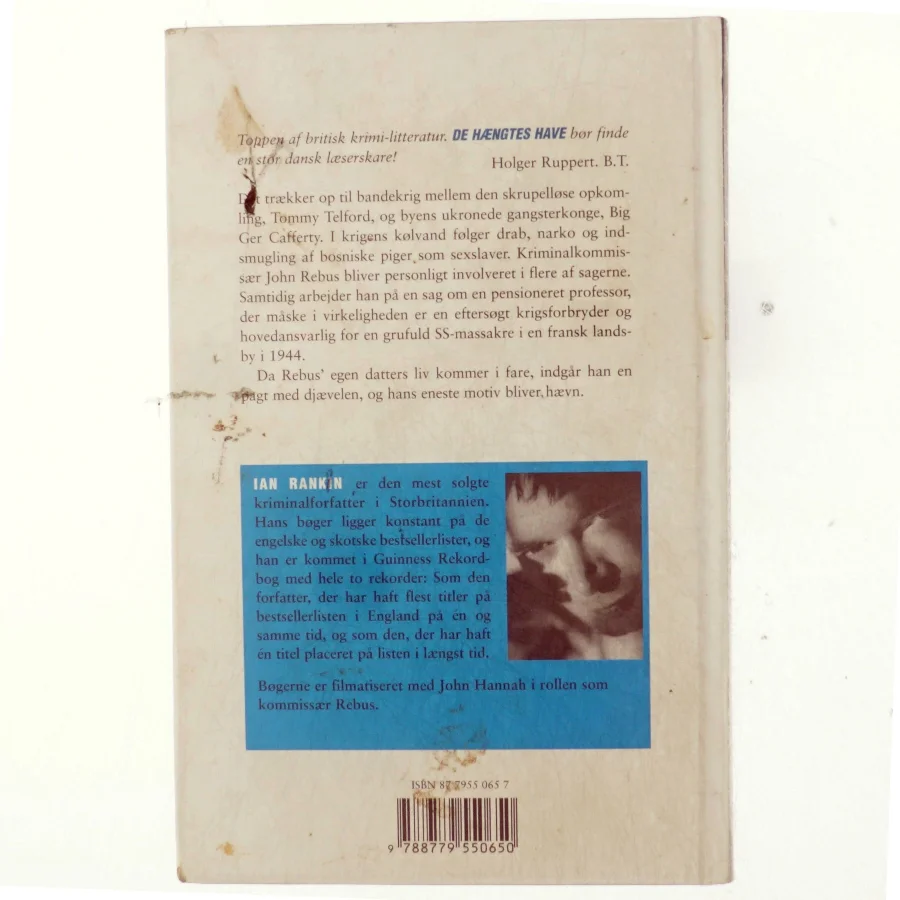 Toppen af britisk krimi-litteratur. DE HÆNGTES HAVE bør finde
en stor dansk læserskare!
Holger Ruppert. B.T.
Det trækker op til bandekrig mellem den skrupelløse opkom-
ling, Tommy Telford, og byens ukronede gangsterkonge, Big
Ger Cafferty. I krigens kølvand følger drab, narko og ind-
smugling af bosniske piger som sexslaver. Kriminalkommis-
sær John Rebus bliver personligt involveret i flere af sagerne.
Samtidig arbejder han på en sag om en pensioneret professor,
der måske i virkeligheden er en eftersøgt krigsforbryder og
hovedansvarlig for en grufuld SS-massakre i en fransk lands-
by i 1944.
Da Rebus' egen datters liv kommer i fare, indgår han en
pagt med djævelen, og hans eneste motiv bliver hævn.
IAN RANKIN er den mest solgte
kriminalforfatter i Storbritannien.
Hans bøger ligger konstant på de
engelske og skotske bestsellerlister, og
han er kommet i Guinness Rekord-
bog med hele to rekorder: Som den
forfatter, der har haft flest titler på
bestsellerlisten i England på én og
samme tid, og som den, der har haft
én titel placeret på listen i længst tid.
Bøgerne er filmatiseret med John Hannah i rollen som
kommissær Rebus.
ISBN 87 7955 065 7
9 788779 550650